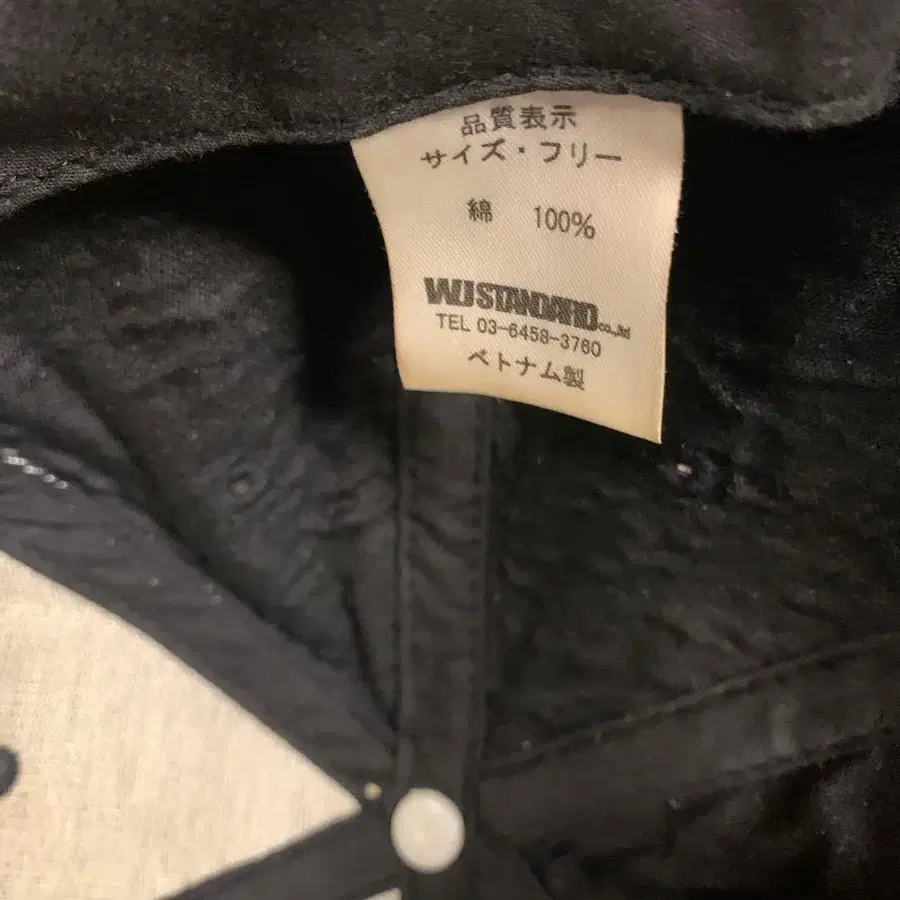 品質表示
サイズ・フリー
綿 100%
WJSTANDARD co.,ltd
TEL 03-6458-3760
ベトナム製